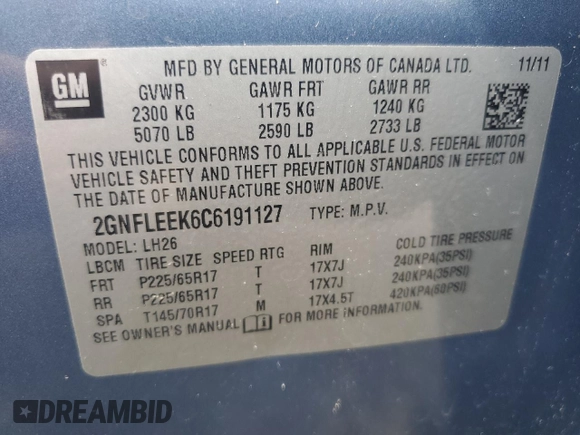 GM
MFD BY GENERAL MOTORS OF CANADA LTD. 11/11
GVWR GAWR FRT GAWR RR
2300 KG 1175 KG 1240 KG
5070 LB 2590 LB 2733 LB
THIS VEHICLE CONFORMS TO ALL APPLICABLE U.S. FEDERAL MOTOR
VEHICLE SAFETY AND THEFT PREVENTION STANDARDS IN EFFECT ON
THE DATE OF MANUFACTURE SHOWN ABOVE.
2GNFLEEK6C6191127 TYPE: M.P.V.
MODEL: LH26
LBCM TIRE SIZE SPEED RTG RIM COLD TIRE PRESSURE
FRT P225/65R17 T 17X7J 240KPA(35PSI)
RR P225/65R17 T 17X7J 240KPA(35PSI)
SPA T145/70R17 M 17X4.5T 420KPA(60PSI)
SEE OWNER'S MANUAL FOR MORE INFORMATION.
DREAMBID